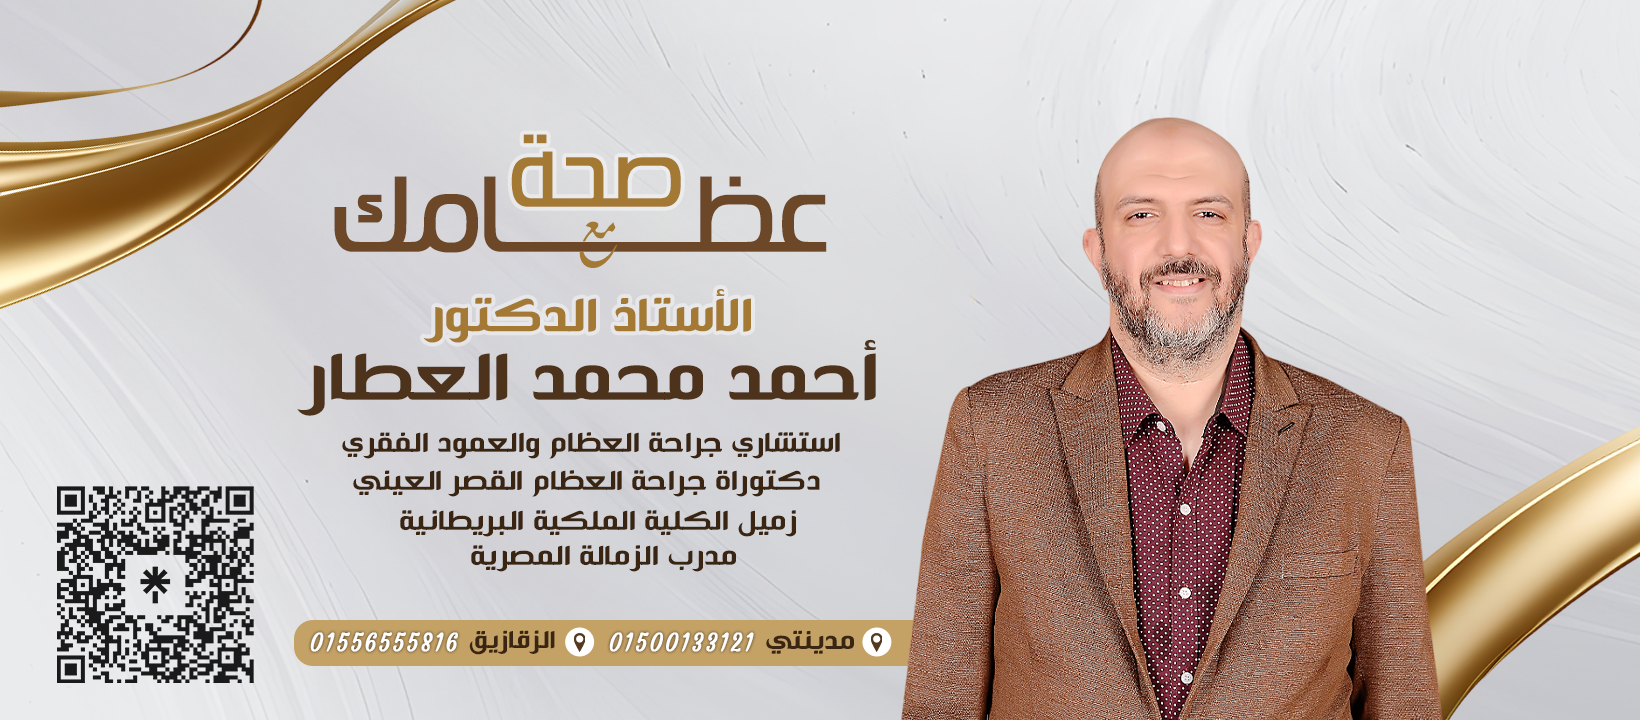 صحة
مع
عظامك
الأستاذ الدكتور
أحمد محمد العطار
استشاري جراحة العظام والعمود الفقري
دكتوراة جراحة العظام القصر العيني
زميل الكلية الملكية البريطانية
مدرب الزمالة المصرية
مدينتي 01500133121 الزقازيق 01556555816